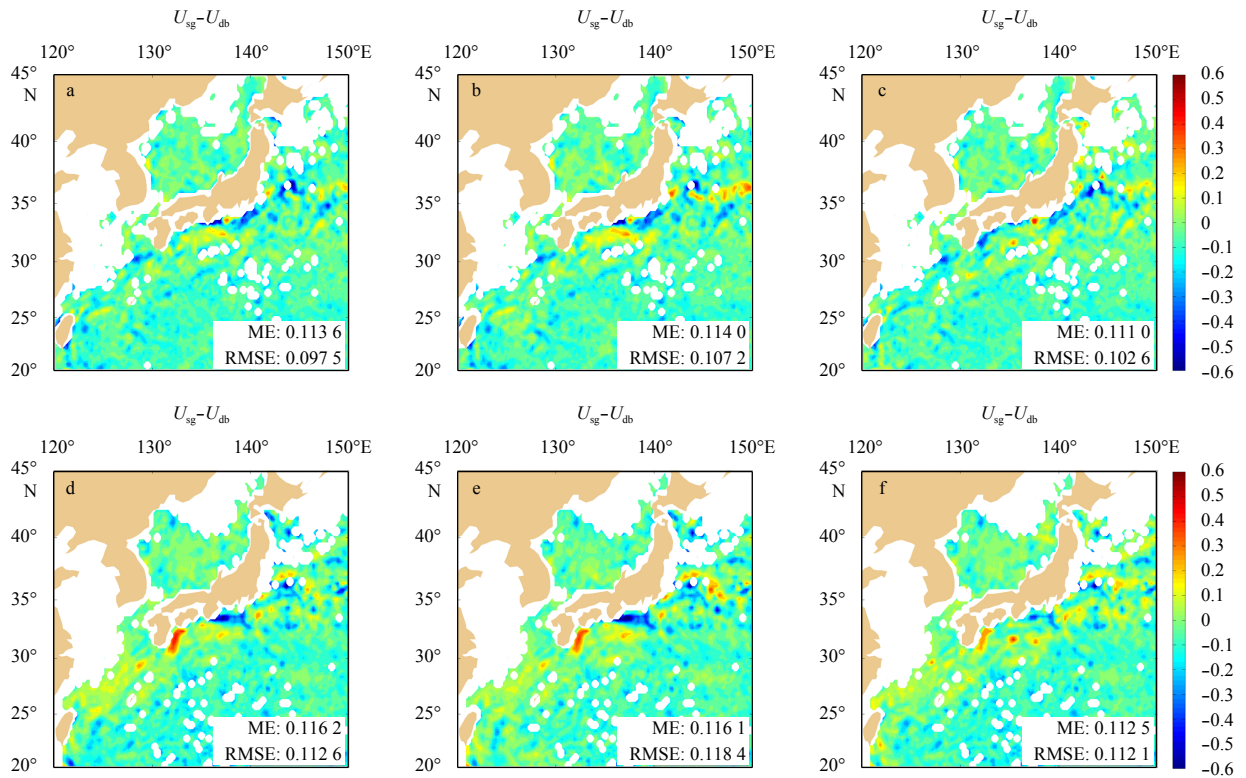 U_sg–U_db U_sg–U_db U_sg–U_db
120° 130° 140° 150°E 120° 130° 140° 150°E 120° 130° 140° 150°E
45° 45° 45° 0.6
N a N b N c 0.5
0.4
40° 40° 40° 0.3
0.2
35° 35° 35° 0.1
0
30° 30° 30° –0.1
–0.2
25° 25° 25° –0.3
ME: 0.113 6 ME: 0.114 0 ME: 0.111 0 –0.4
RMSE: 0.097 5 RMSE: 0.107 2 RMSE: 0.102 6 –0.5
20° 20° 20° –0.6
U_sg–U_db U_sg–U_db U_sg–U_db
120° 130° 140° 150°E 120° 130° 140° 150°E 120° 130° 140° 150°E
45° 45° 45° 0.6
N d N e N f 0.5
0.4
40° 40° 40° 0.3
0.2
35° 35° 35° 0.1
0
30° 30° 30° –0.1
–0.2
25° 25° 25° –0.3
ME: 0.116 2 ME: 0.116 1 ME: 0.112 5 –0.4
RMSE: 0.112 6 RMSE: 0.118 4 RMSE: 0.112 1 –0.5
20° 20° 20° –0.6